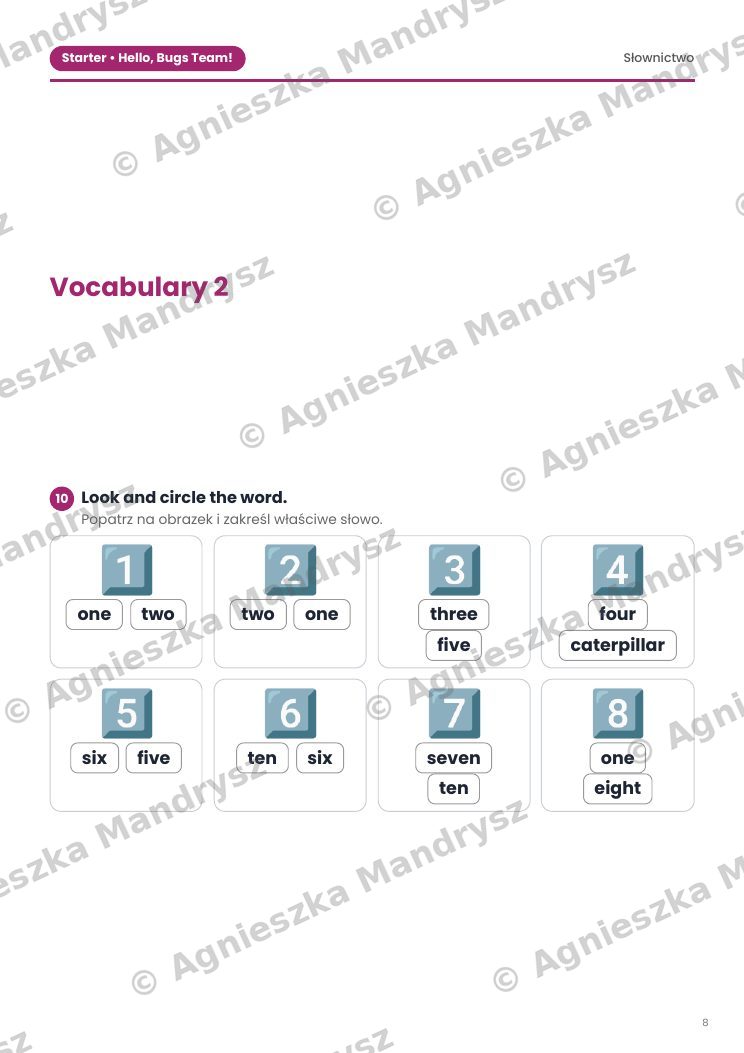 Starter • Hello, Bugs Team!
Słownictwo
Vocabulary 2
10 Look and circle the word.
Popatrz na obrazek i zakreśl właściwe słowo.
1 2 3 4
one two two one three four
five caterpillar
5 6 7 8
six five ten six seven one
ten eight
© Agnieszka Mandrysz
8